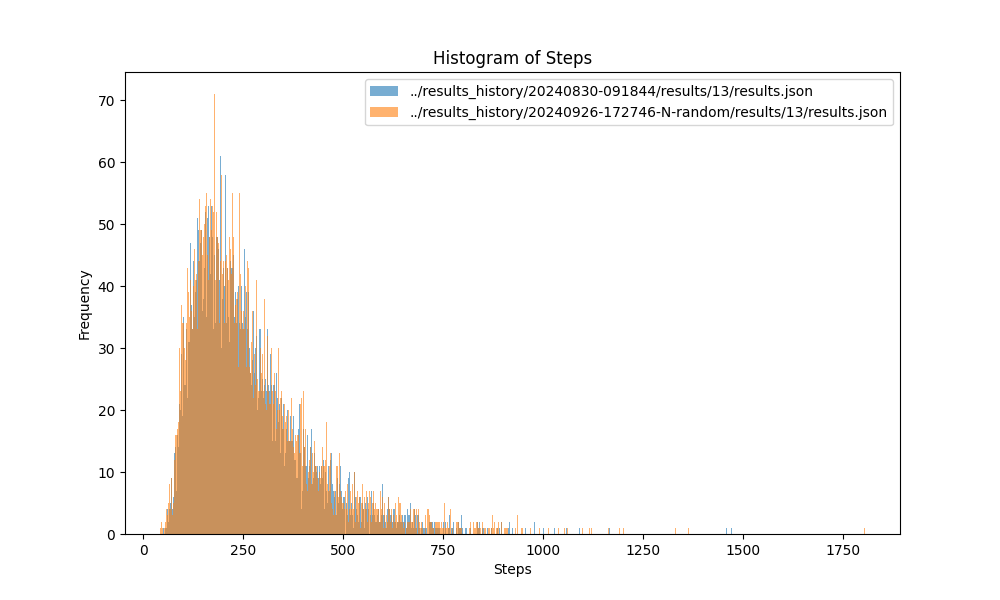 Histogram of Steps
../results_history/20240830-091844/results/13/results.json
../results_history/20240926-172746-N-random/results/13/results.json
Frequency
70
60
50
40
30
20
10
0
0 250 500 750 1000 1250 1500 1750
Steps